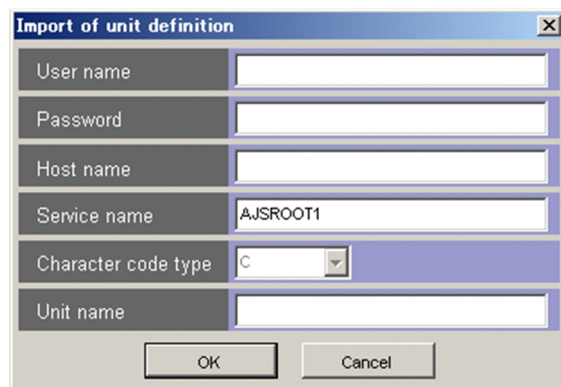 Import of unit definition
User name
Password
Host name
Service name AJSROOT1
Character code type C
Unit name
OK Cancel